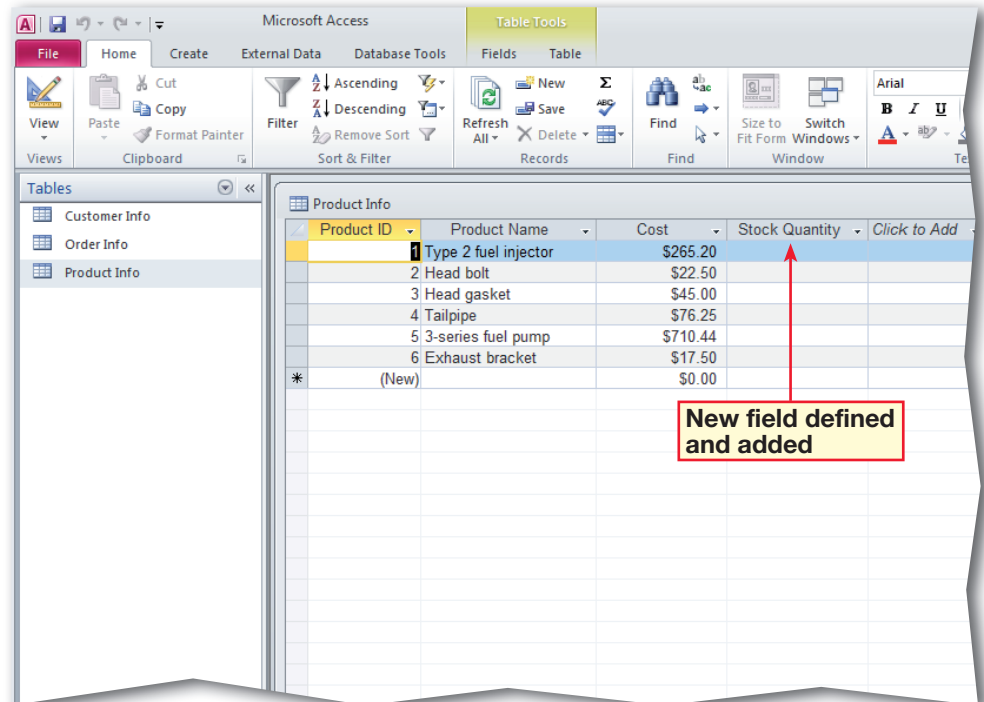 Microsoft Access
Table Tools
File Home Create External Data Database Tools Fields Table
View
Paste
Cut
Copy
Format Painter
Filter
Ascending
Descending
Remove Sort
Refresh All
New
Save
Delete
Find
Size to Fit Form
Switch Windows
Arial
B I U
A
Views Clipboard Sort & Filter Records Find Window Te
Tables
Customer Info
Order Info
Product Info
Product Info
Product ID Product Name Cost Stock Quantity Click to Add
1 Type 2 fuel injector $265.20
2 Head bolt $22.50
3 Head gasket $45.00
4 Tailpipe $76.25
5 3-series fuel pump $710.44
6 Exhaust bracket $17.50
(New) $0.00
New field defined
and added